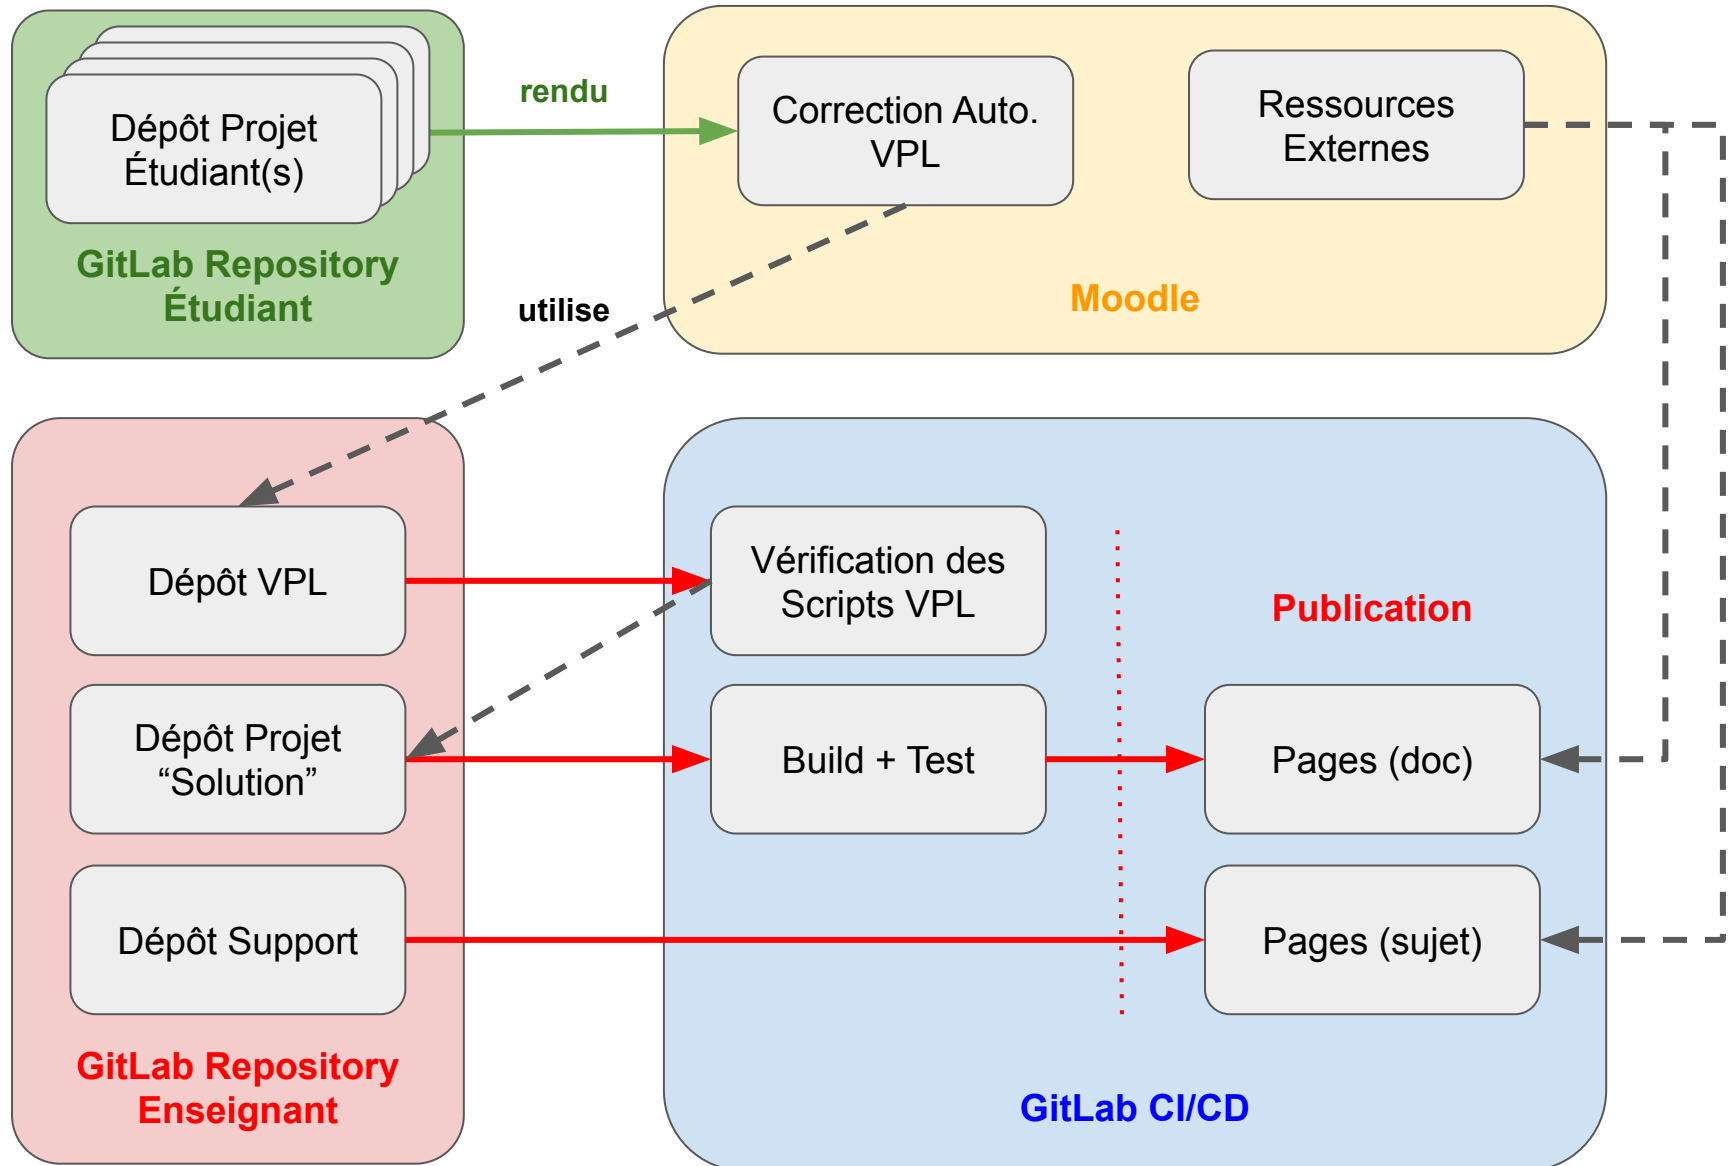 Dépôt Projet
Étudiant(s)
GitLab Repository
Étudiant
rendu
Correction Auto.
VPL
Ressources
Externes
Moodle
utilise
Dépôt VPL
Dépôt Projet
“Solution”
Dépôt Support
GitLab Repository
Enseignant
Vérification des
Scripts VPL
Publication
Build + Test
Pages (doc)
Pages (sujet)
GitLab CI/CD